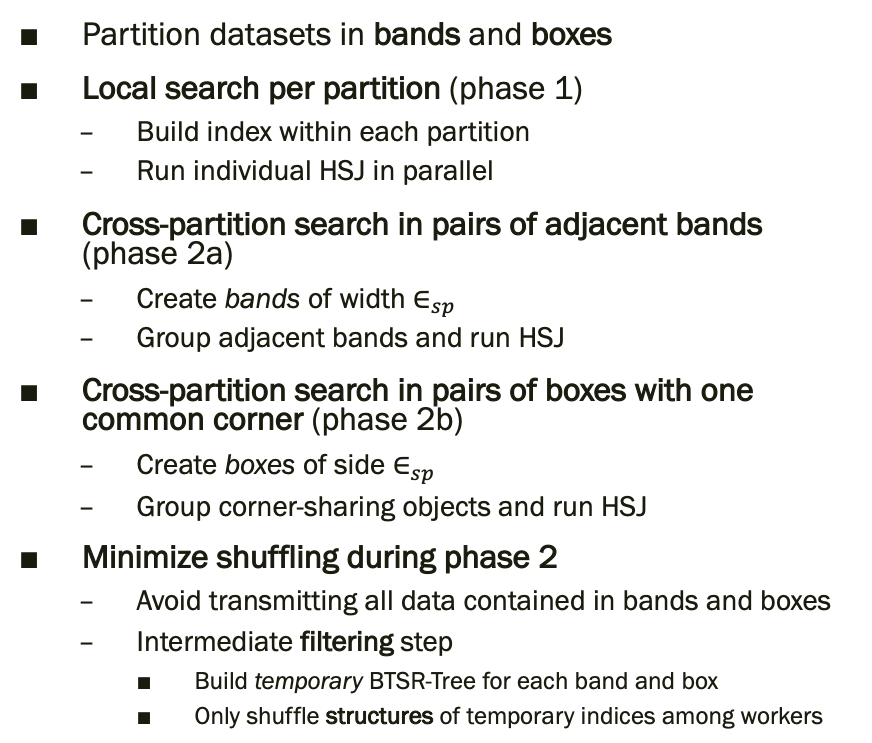 ■ Partition datasets in bands and boxes
■ Local search per partition (phase 1)
– Build index within each partition
– Run individual HSJ in parallel
■ Cross-partition search in pairs of adjacent bands
(phase 2a)
– Create bands of width ∈sp
– Group adjacent bands and run HSJ
■ Cross-partition search in pairs of boxes with one
common corner (phase 2b)
– Create boxes of side ∈sp
– Group corner-sharing objects and run HSJ
■ Minimize shuffling during phase 2
– Avoid transmitting all data contained in bands and boxes
– Intermediate filtering step
■ Build temporary BTSR-Tree for each band and box
■ Only shuffle structures of temporary indices among workers